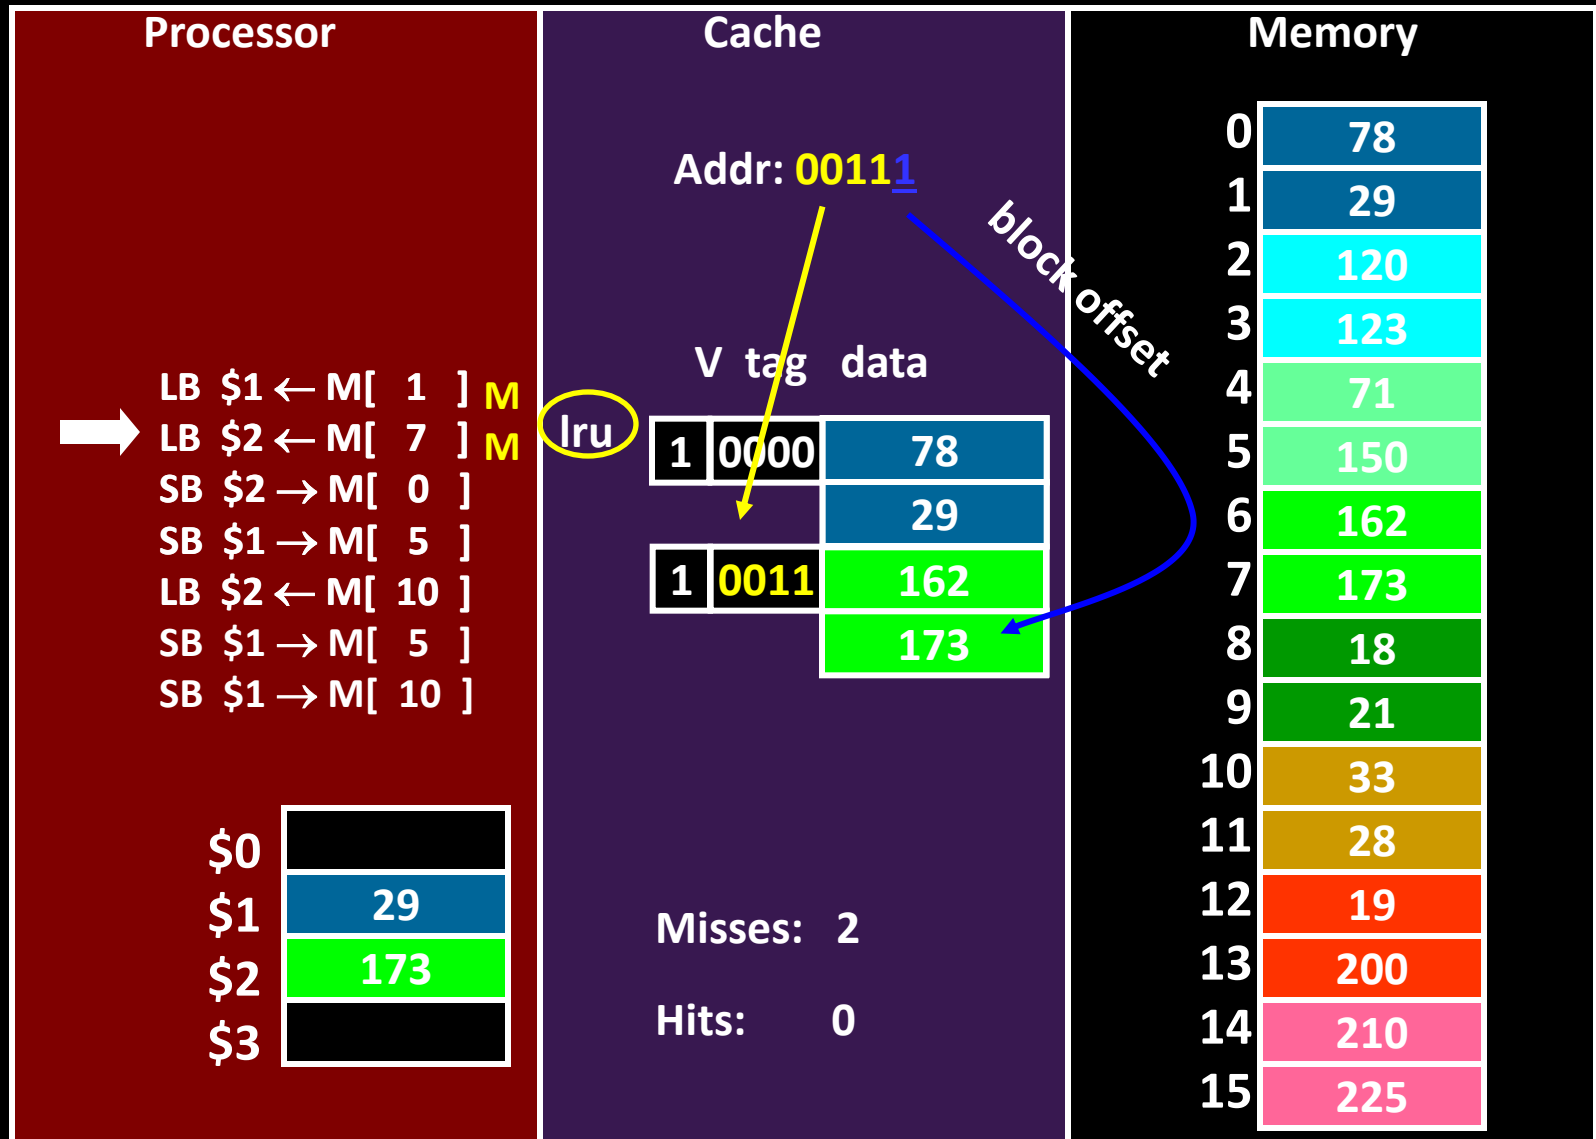 Processor
LB $1 ← M[ 1 ] M
LB $2 ← M[ 7 ] M
SB $2 → M[ 0 ]
SB $1 → M[ 5 ]
LB $2 ← M[ 10 ]
SB $1 → M[ 5 ]
SB $1 → M[ 10 ]
$0
$1 29
$2 173
$3
Cache
Addr: 00111
block offset
V tag data
lru
1 0000 78
29
1 0011 162
173
Misses: 2
Hits: 0
Memory
0 78
1 29
2 120
3 123
4 71
5 150
6 162
7 173
8 18
9 21
10 33
11 28
12 19
13 200
14 210
15 225